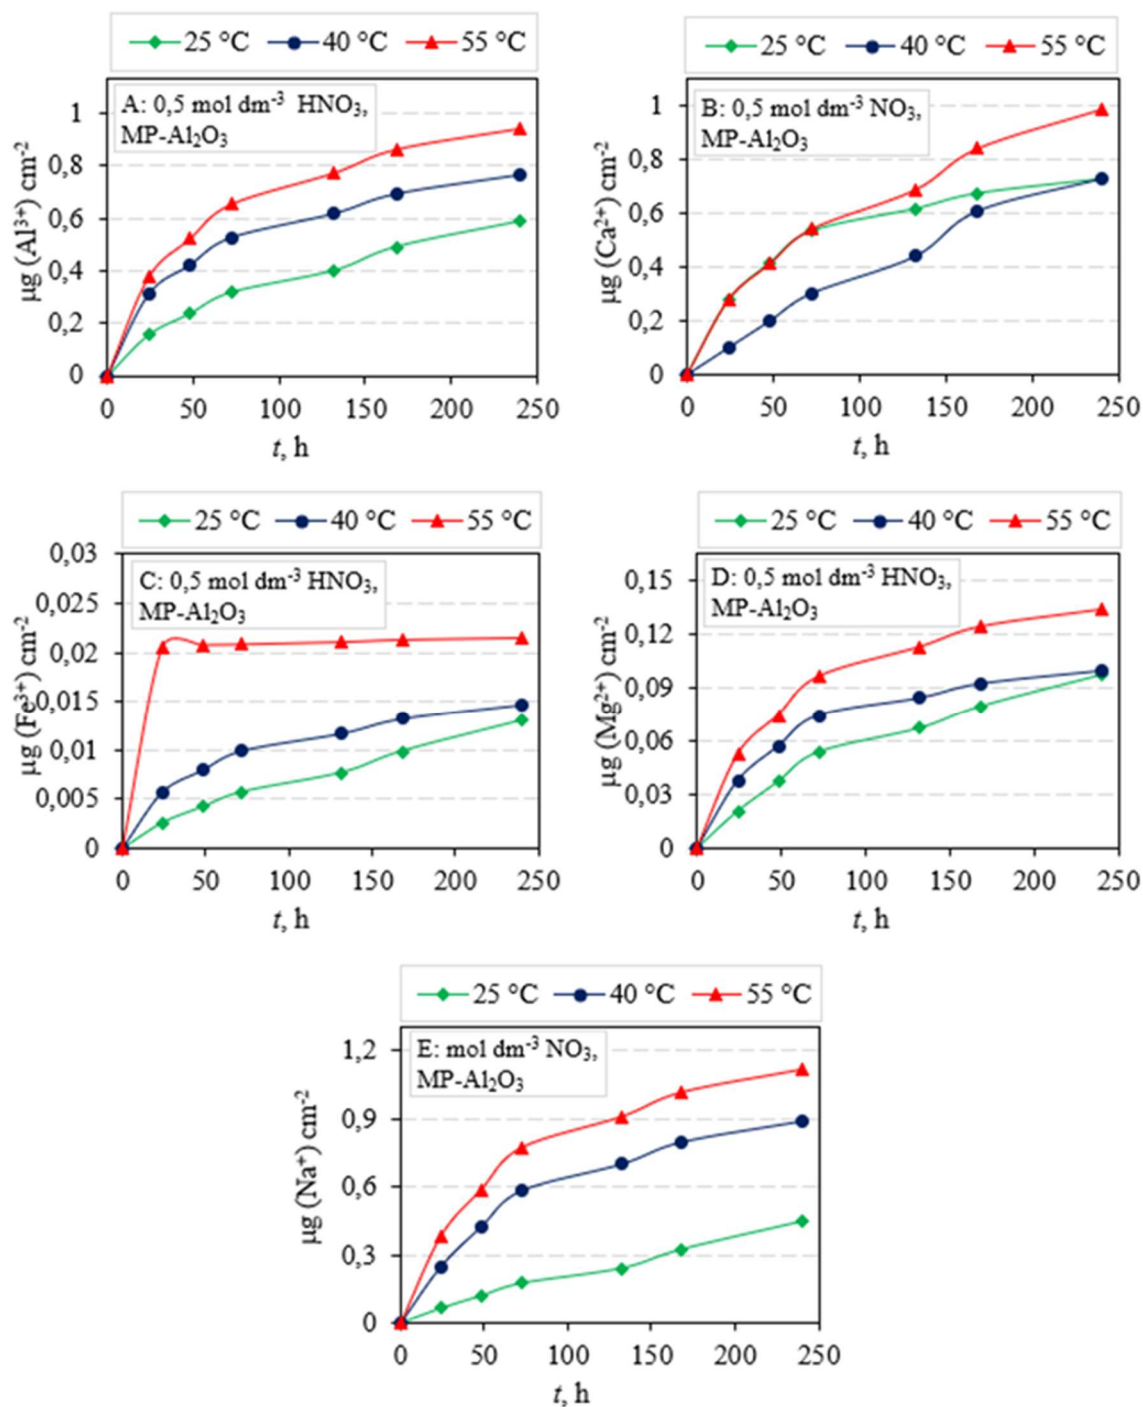 25 °C 40 °C 55 °C
A: 0,5 mol dm⁻³ HNO₃,
MP-Al₂O₃
µg (Al³⁺) cm⁻²
1
0,8
0,6
0,4
0,2
0
0 50 100 150 200 250
t, h
25 °C 40 °C 55 °C
B: 0,5 mol dm⁻³ NO₃,
MP-Al₂O₃
µg (Ca²⁺) cm⁻²
1
0,8
0,6
0,4
0,2
0
0 50 100 150 200 250
t, h
25 °C 40 °C 55 °C
C: 0,5 mol dm⁻³ HNO₃,
MP-Al₂O₃
µg (Fe³⁺) cm⁻²
0,03
0,025
0,02
0,015
0,01
0,005
0
0 50 100 150 200 250
t, h
25 °C 40 °C 55 °C
D: 0,5 mol dm⁻³ HNO₃,
MP-Al₂O₃
µg (Mg²⁺) cm⁻²
0,15
0,12
0,09
0,06
0,03
0
0 50 100 150 200 250
t, h
25 °C 40 °C 55 °C
E: mol dm⁻³ NO₃,
MP-Al₂O₃
µg (Na⁺) cm⁻²
1,2
0,9
0,6
0,3
0
0 50 100 150 200 250
t, h